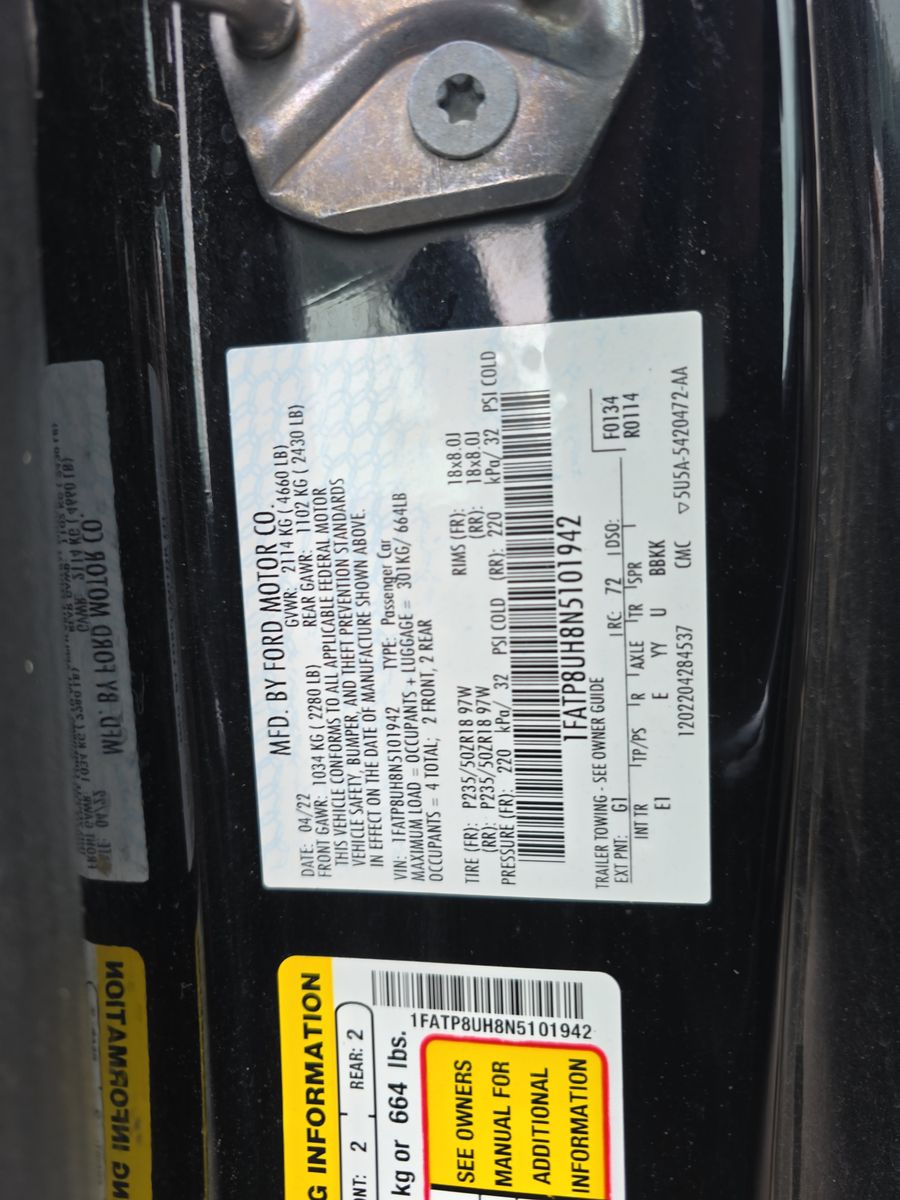 MFD. BY FORD MOTOR CO.
DATE: 04/22 GVWR: 2114 KG ( 4660 LB)
FRONT GAWR: 1034 KG ( 2280 LB) REAR GAWR: 1102 KG ( 2430 LB)
THIS VEHICLE CONFORMS TO ALL APPLICABLE FEDERAL MOTOR
VEHICLE SAFETY, BUMPER, AND THEFT PREVENTION STANDARDS
IN EFFECT ON THE DATE OF MANUFACTURE SHOWN ABOVE.
VIN: 1FATP8UH8N5101942 TYPE: Passenger Car
MAXIMUM LOAD = OCCUPANTS + LUGGAGE = 301KG/ 664LB
OCCUPANTS = 4 TOTAL; 2 FRONT, 2 REAR
TIRE (FR): P235/50ZR18 97W RIMS (FR): 18x8.0J
(RR): P235/50ZR18 97W (RR): 18x8.0J
PRESSURE (FR): 220 kPa/ 32 PSI COLD (RR): 220 kPa/ 32 PSI COLD
1FATP8UH8N5101942
TRAILER TOWING - SEE OWNER GUIDE
EXT PNT: G1 RC: 72 DSO: F0134
R0114
INT TR TP/PS R AXLE TR SPR
EI E YY U BBKK
1202204284537 CMC ▽5U5A-5420472-AA
G INFORMATION
ONT: 2 REAR: 2
kg or 664 lbs.
1FATP8UH8N5101942
SEE OWNERS
MANUAL FOR
ADDITIONAL
INFORMATION